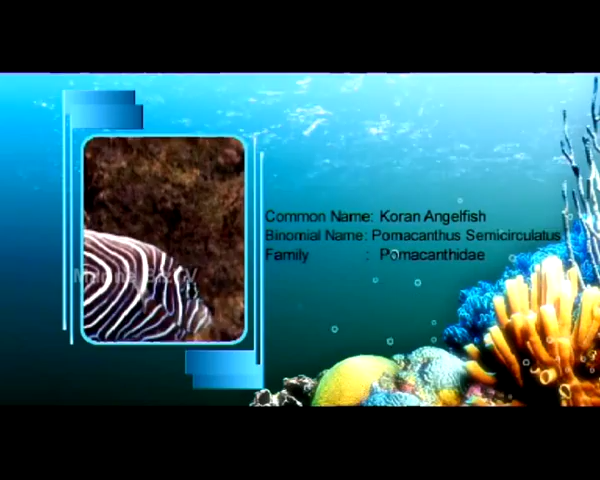 Common Name: Koran Angelfish
Binomial Name: Pomacanthus Semicirculatus
Family : Pomacanthidae